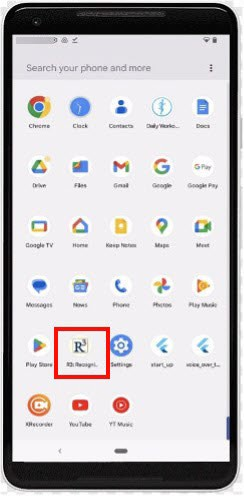 Search your phone and more
Chrome Clock Contacts Daily Worko... Docs
Drive Files Gmail Google Google Pay
Google TV Home Keep Notes Maps Meet
Messages News Phone Photos Play Music
Play Store R3 Recogni... Settings start_up voice_over_t...
XRecorder YouTube YT Music